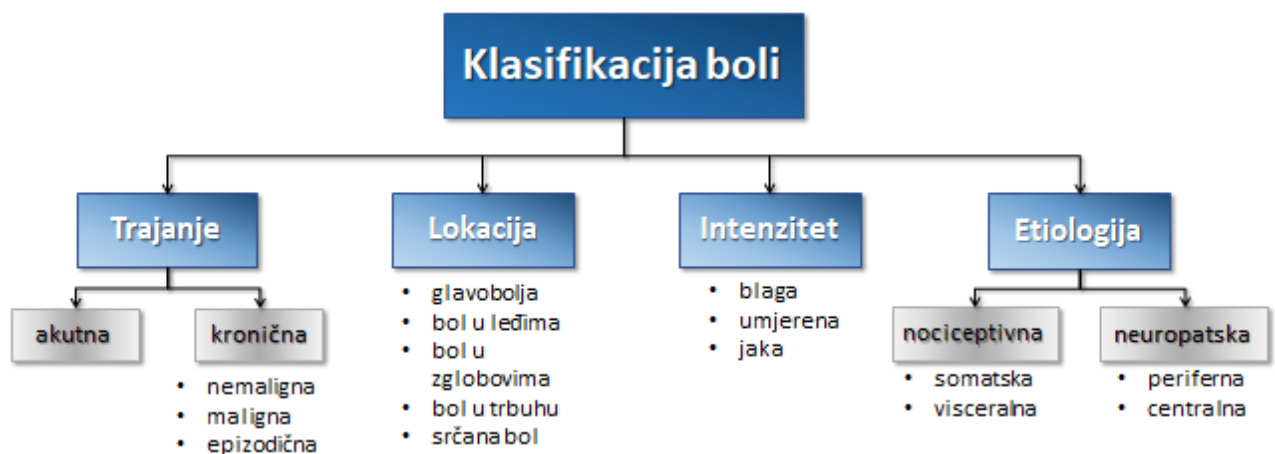 Klasifikacija boli
Trajanje
akutna
kronična
• nemaligna
• maligna
• epizodična
Lokacija
• glavobolja
• bol u leđima
• bol u
zglobovima
• bol u trbuhu
• srčana bol
Intenzitet
• blaga
• umjerena
• jaka
Etiologija
nociceptivna
• somatska
• visceralna
neuropatska
• periferna
• centralna